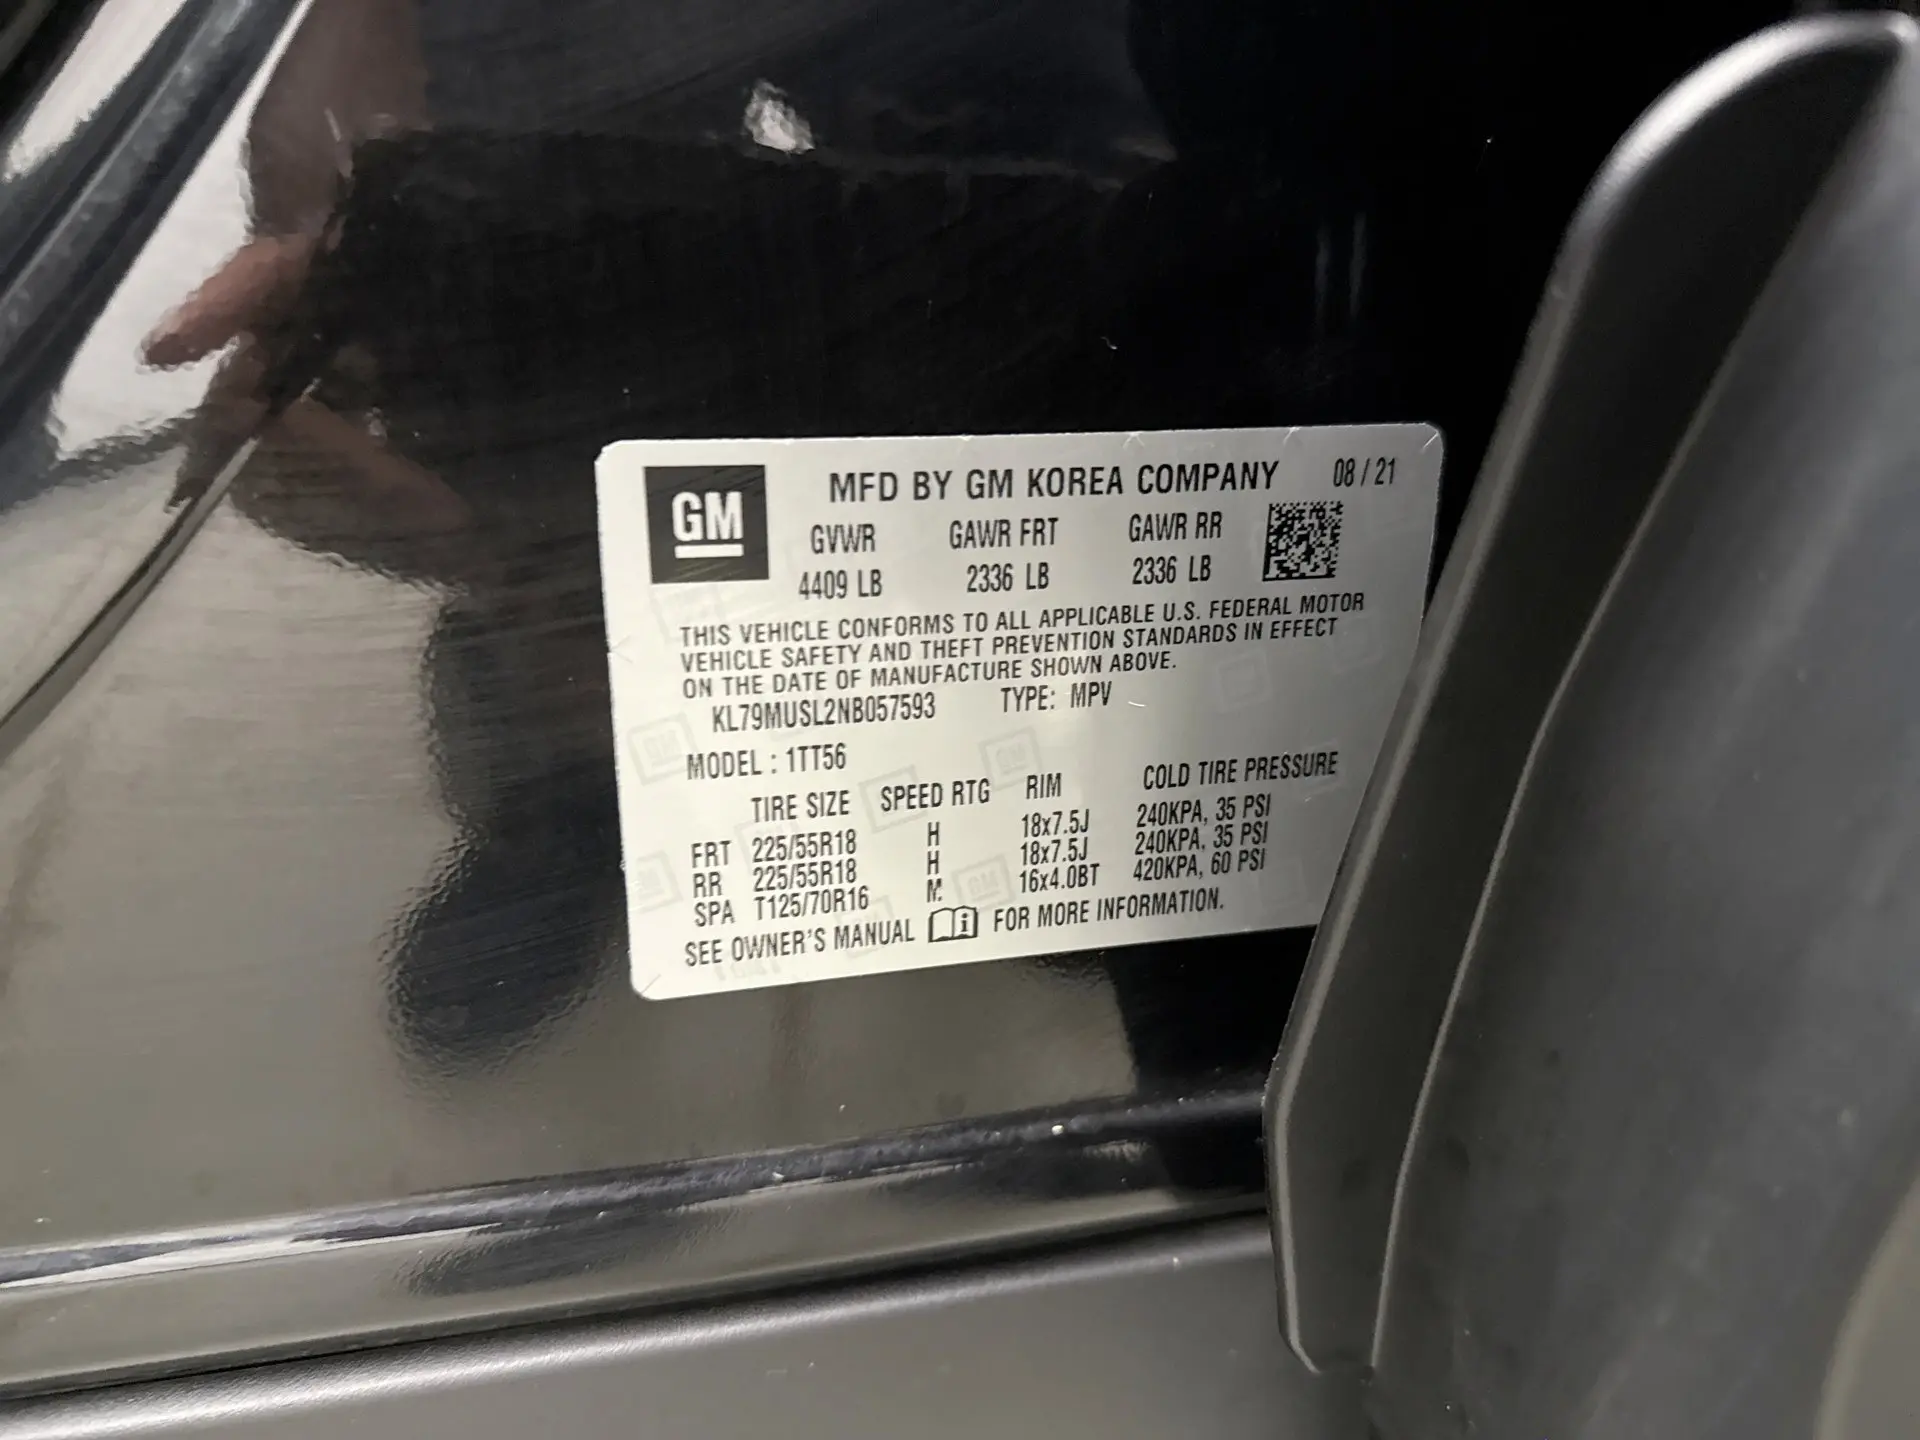 GM
MFD BY GM KOREA COMPANY 08 / 21
GVWR GAWR FRT GAWR RR
4409 LB 2336 LB 2336 LB
THIS VEHICLE CONFORMS TO ALL APPLICABLE U.S. FEDERAL MOTOR
VEHICLE SAFETY AND THEFT PREVENTION STANDARDS IN EFFECT
ON THE DATE OF MANUFACTURE SHOWN ABOVE.
KL79MUSL2NB057593 TYPE: MPV
MODEL : 1TT56
TIRE SIZE SPEED RTG RIM COLD TIRE PRESSURE
FRT 225/55R18 H 18x7.5J 240KPA, 35 PSI
RR 225/55R18 H 18x7.5J 240KPA, 35 PSI
SPA T125/70R16 M 16x4.0BT 420KPA, 60 PSI
SEE OWNER'S MANUAL FOR MORE INFORMATION.